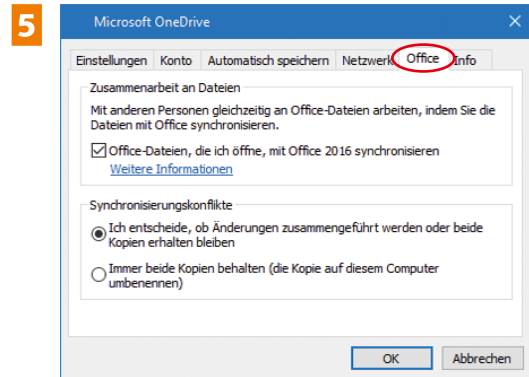 5
Microsoft OneDrive
Einstellungen Konto Automatisch speichern Netzwerk Office Info
Zusammenarbeit an Dateien
Mit anderen Personen gleichzeitig an Office-Dateien arbeiten, indem Sie die
Dateien mit Office synchronisieren.
Office-Dateien, die ich öffne, mit Office 2016 synchronisieren
Weitere Informationen
Synchronisierungskonflikte
Ich entscheide, ob Änderungen zusammengeführt werden oder beide
Kopien erhalten bleiben
Immer beide Kopien behalten (die Kopie auf diesem Computer
umbenennen)
OK Abbrechen